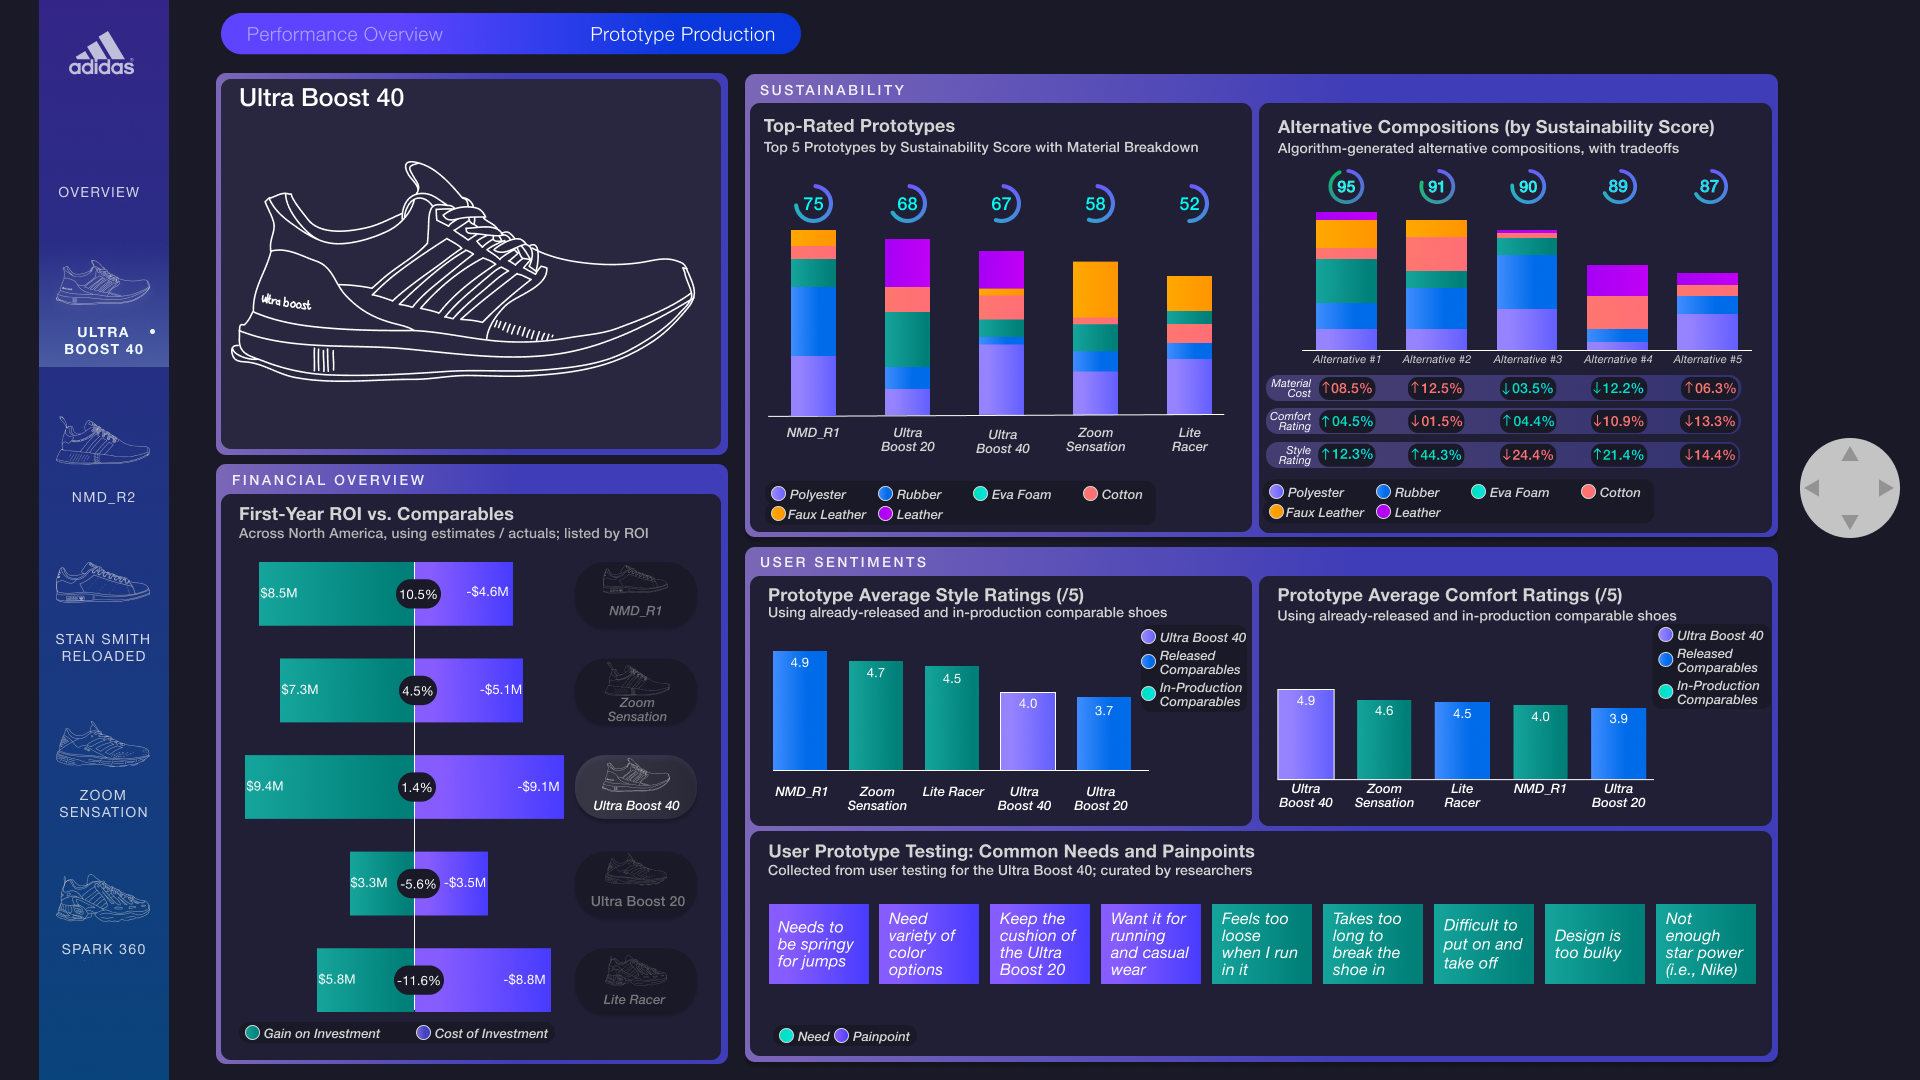 adidas
Performance Overview
Prototype Production
OVERVIEW
ULTRA
BOOST 40
NMD_R2
STAN SMITH
RELOADED
ZOOM
SENSATION
SPARK 360
Ultra Boost 40
ultra boost
FINANCIAL OVERVIEW
First-Year ROI vs. Comparables
Across North America, using estimates / actuals; listed by ROI
$8.5M 10.5% -$4.6M
NMD_R1
$7.3M 4.5% -$5.1M
Zoom
Sensation
$9.4M 1.4% -$9.1M
Ultra Boost 40
$3.3M -5.6% -$3.5M
Ultra Boost 20
$5.8M -11.6% -$8.8M
Lite Racer
Gain on Investment Cost of Investment
SUSTAINABILITY
Top-Rated Prototypes
Top 5 Prototypes by Sustainability Score with Material Breakdown
75 68 67 58 52
NMD_R1
Ultra
Boost 20
Ultra
Boost 40
Zoom
Sensation
Lite
Racer
Polyester Rubber Eva Foam Cotton
Faux Leather Leather
Alternative Compositions (by Sustainability Score)
Algorithm-generated alternative compositions, with tradeoffs
95 91 90 89 87
Alternative #1 Alternative #2 Alternative #3 Alternative #4 Alternative #5
Material
Cost
↑08.5% ↑12.5% ↓03.5% ↓12.2% ↑06.3%
Comfort
Rating
↑04.5% ↓01.5% ↑04.4% ↓10.9% ↓13.3%
Style
Rating
↑12.3% ↑44.3% ↓24.4% ↑21.4% ↓14.4%
Polyester Rubber Eva Foam Cotton
Faux Leather Leather
USER SENTIMENTS
Prototype Average Style Ratings (/5)
Using already-released and in-production comparable shoes
Ultra Boost 40
Released
Comparables
In-Production
Comparables
4.9 4.7 4.5 4.0 3.7
NMD_R1
Zoom
Sensation
Lite Racer
Ultra
Boost 40
Ultra
Boost 20
Prototype Average Comfort Ratings (/5)
Using already-released and in-production comparable shoes
Ultra Boost 40
Released
Comparables
In-Production
Comparables
4.9 4.6 4.5 4.0 3.9
Ultra
Boost 40
Zoom
Sensation
Lite
Racer
NMD_R1
Ultra
Boost 20
User Prototype Testing: Common Needs and Painpoints
Collected from user testing for the Ultra Boost 40; curated by researchers
Needs to
be springy
for jumps
Need
variety of
color
options
Keep the
cushion of
the Ultra
Boost 20
Want it for
running
and casual
wear
Feels too
loose
when I run
in it
Takes too
long to
break the
shoe in
Difficult to
put on and
take off
Design is
too bulky
Not
enough
star power
(i.e., Nike)
Need Painpoint